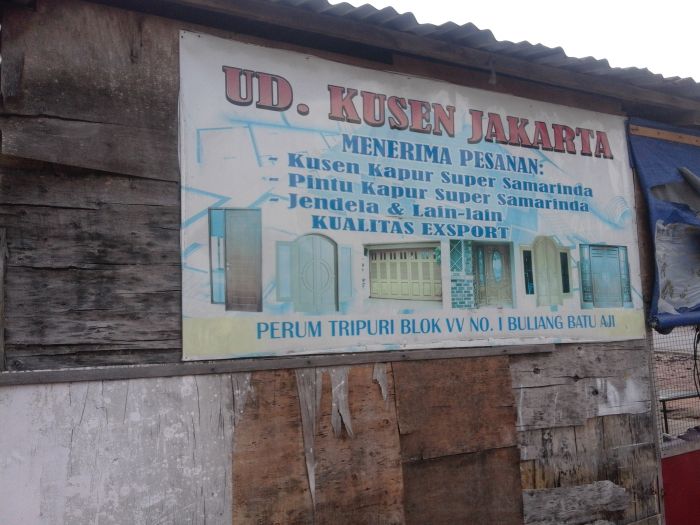 UD. KUSEN JAKARTA
MENERIMA PESANAN:
- Kusen Kapur Super Samarinda
- Pintu Kapur Super Samarinda
- Jendela & Lain-lain
KUALITAS EXSPORT
PERUM TRIPURI BLOK VV NO. 1 BULIANG BATU AJI